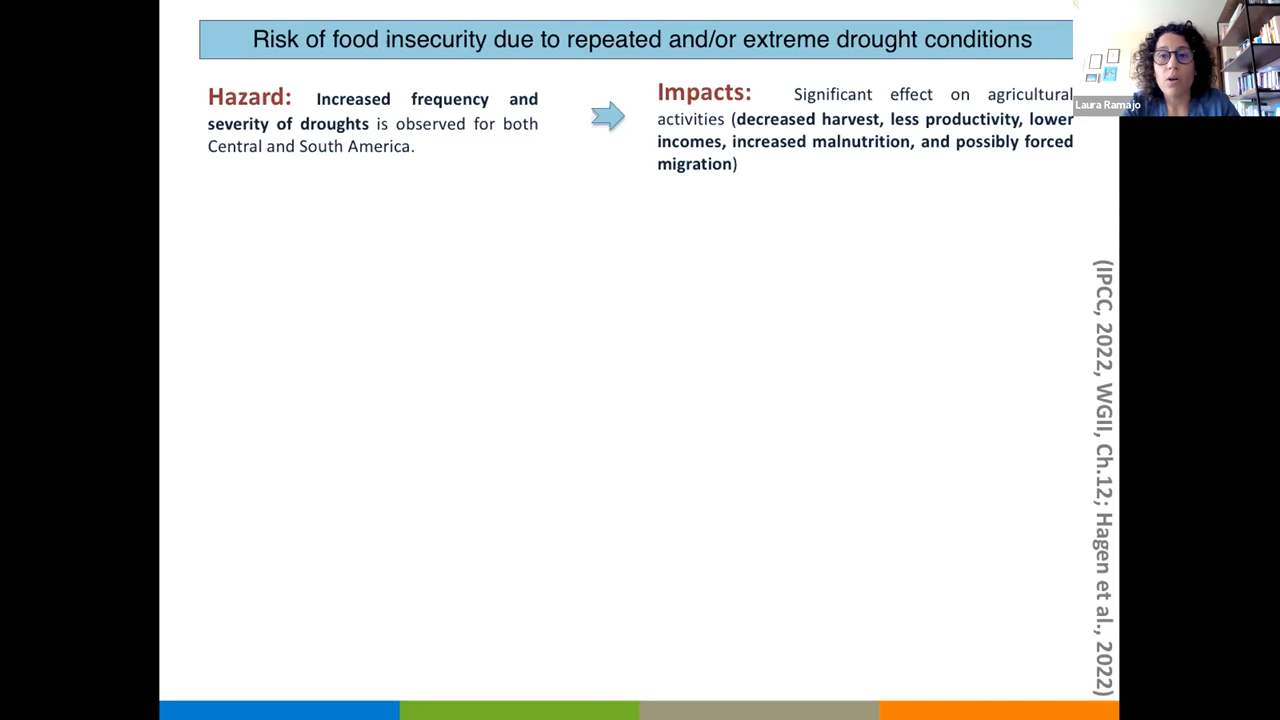 Risk of food insecurity due to repeated and/or extreme drought conditions
Hazard: Increased frequency and
severity of droughts is observed for both
Central and South America.
Impacts: Significant effect on agricultural
activities (decreased harvest, less productivity, lower
incomes, increased malnutrition, and possibly forced
migration)
Laura Ramajo
(IPCC, 2022, WGII, Ch.12; Hagen et al., 2022)